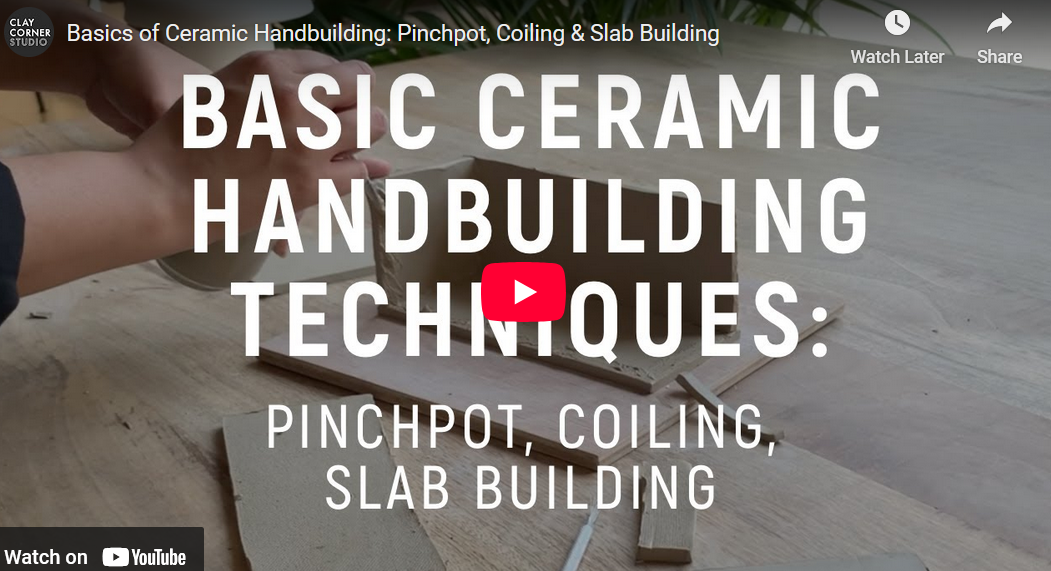 CLAY
CORNER
STUDIO
Basics of Ceramic Handbuilding: Pinchpot, Coiling & Slab Building
Watch Later
Share
BASIC CERAMIC
HANDBUILDING
TECHNIQUES:
PINCHPOT, COILING,
SLAB BUILDING
Watch on YouTube